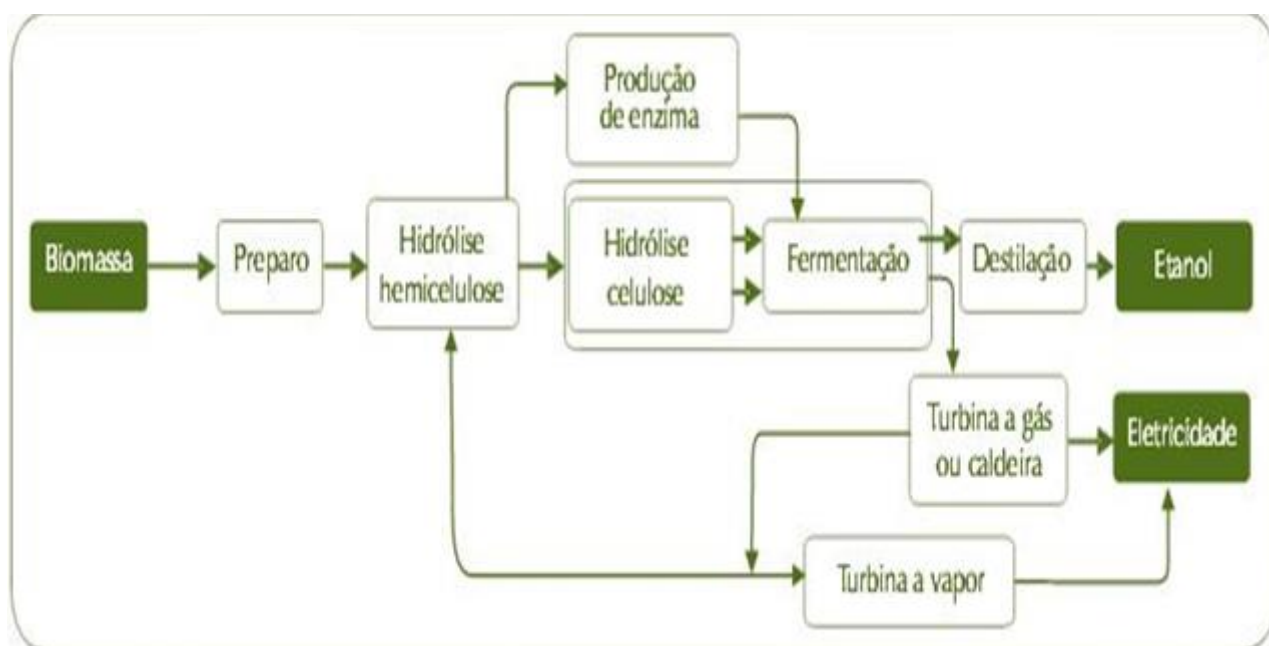 Produção
de enzima
Biomassa
Preparo
Hidrólise
hemicelulose
Hidrólise
celulose
Fermentação
Destilação
Etanol
Turbina a gás
ou caldeira
Eletricidade
Turbina a vapor